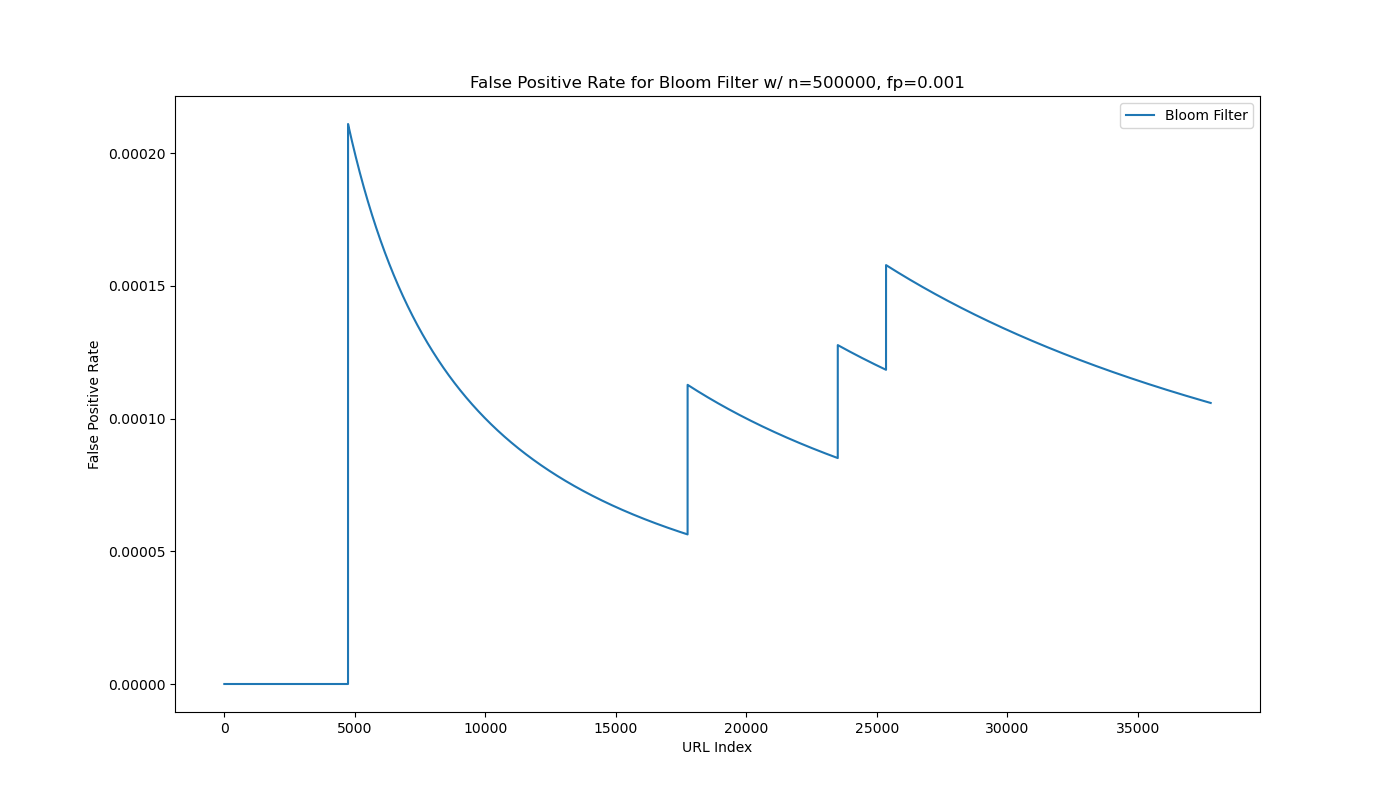 False Positive Rate for Bloom Filter w/ n=500000, fp=0.001
Bloom Filter
0.00020
0.00015
0.00010
0.00005
0.00000
False Positive Rate
0 5000 10000 15000 20000 25000 30000 35000
URL Index